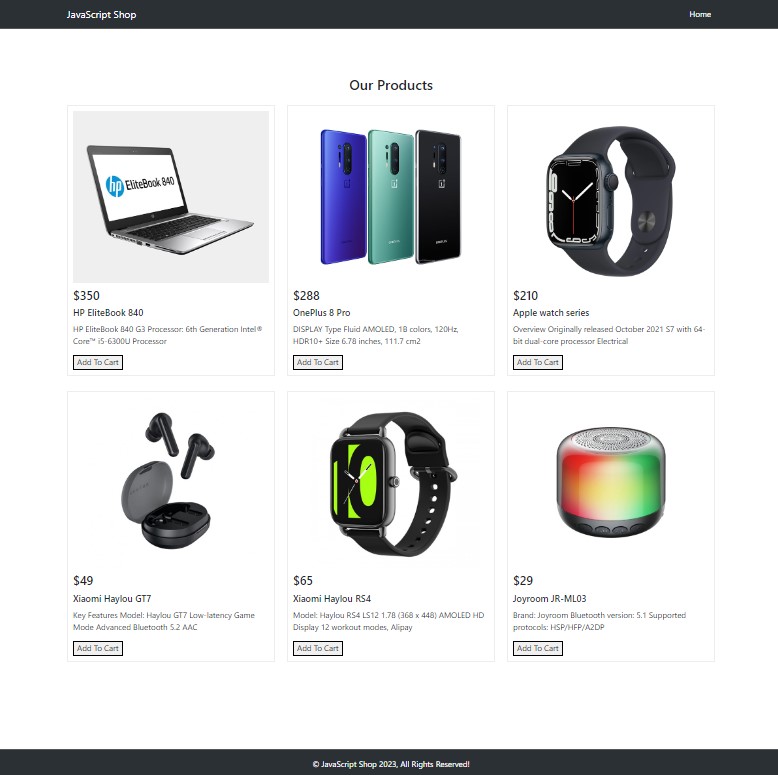 JavaScript Shop
Home
Our Products
hp EliteBook 840
$350
HP EliteBook 840
HP EliteBook 840 G3 Processor: 6th Generation Intel®
Core™ i5-6300U Processor
Add To Cart
$288
OnePlus 8 Pro
DISPLAY Type Fluid AMOLED, 1B colors, 120Hz,
HDR10+ Size 6.78 inches, 111.7 cm2
Add To Cart
$210
Apple watch series
Overview Originally released October 2021 S7 with 64-
bit dual-core processor Electrical
Add To Cart
$49
Xiaomi Haylou GT7
Key Features Model: Haylou GT7 Low-latency Game
Mode Advanced Bluetooth 5.2 AAC
Add To Cart
$65
Xiaomi Haylou RS4
Model: Haylou RS4 LS12 1.78 (368 x 448) AMOLED HD
Display 12 workout modes, Alipay
Add To Cart
$29
Joyroom JR-ML03
Brand: Joyroom Bluetooth version: 5.1 Supported
protocols: HSP/HFP/A2DP
Add To Cart
© JavaScript Shop 2023, All Rights Reserved!